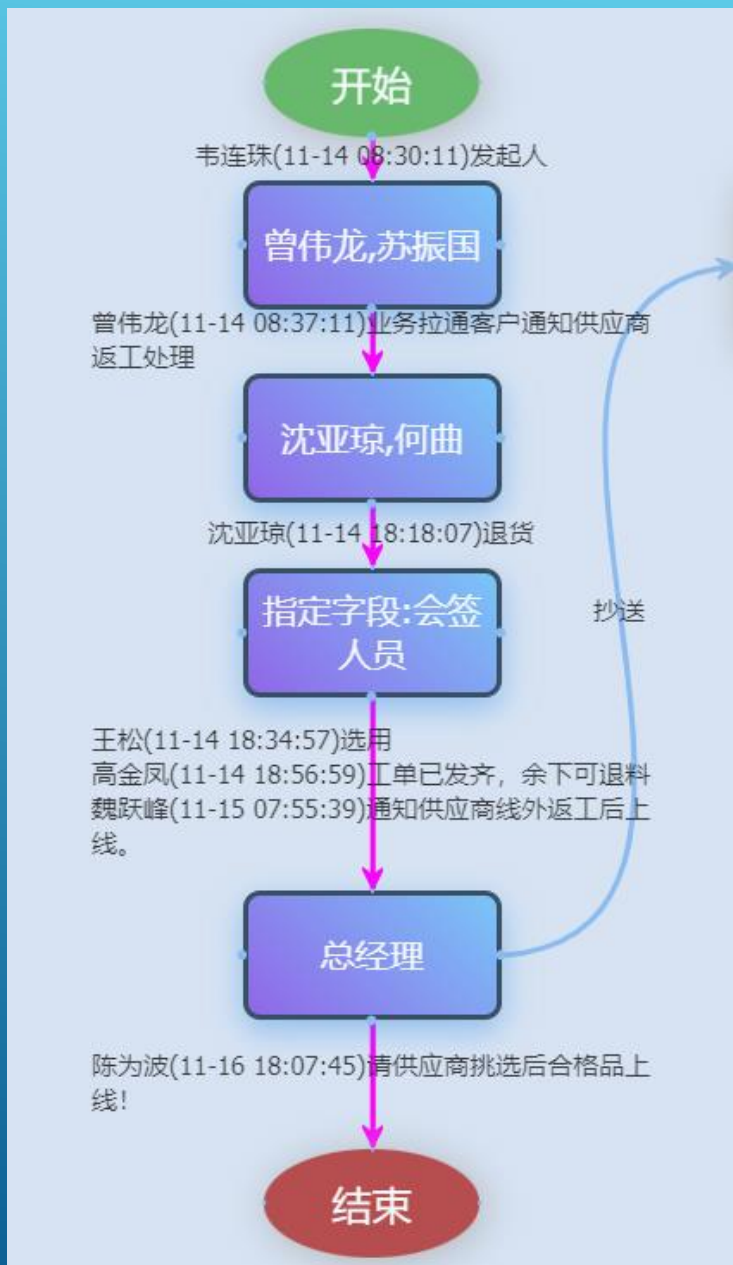 开始
韦连珠(11-14 08:30:11)发起人
曾伟龙,苏振国
曾伟龙(11-14 08:37:11)业务拉通客户通知供应商
返工处理
沈亚琼,何曲
沈亚琼(11-14 18:18:07)退货
指定字段:会签
人员
抄送
王松(11-14 18:34:57)选用
高金凤(11-14 18:56:59)工单已发齐，余下可退料
魏跃峰(11-15 07:55:39)通知供应商线外返工后上
线。
总经理
陈为波(11-16 18:07:45)请供应商挑选后合格品上
线！
结束